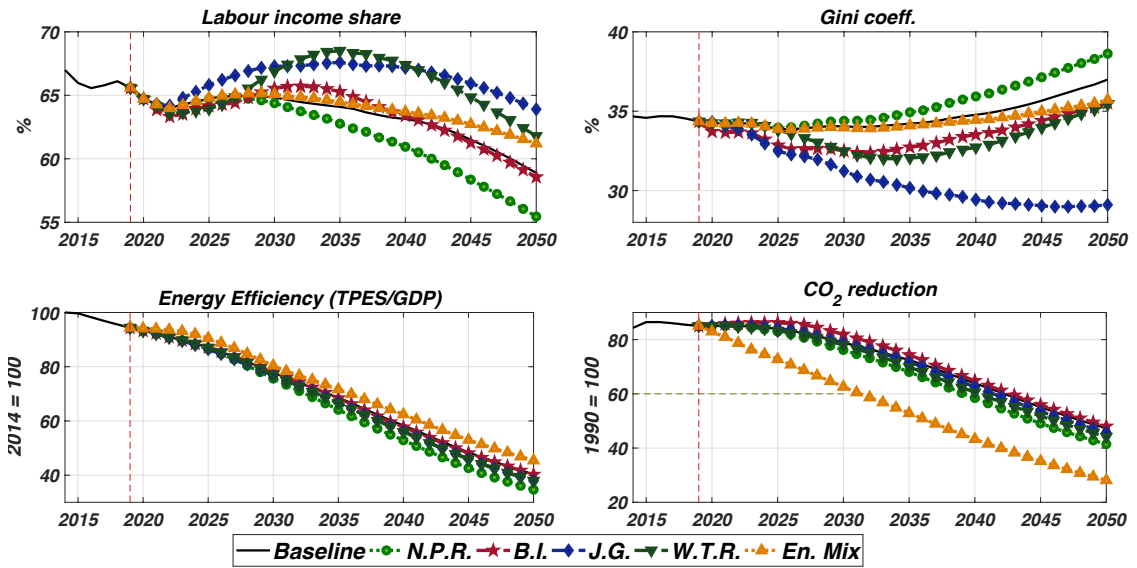 Labour income share
70
65
60
55
%
2015 2020 2025 2030 2035 2040 2045 2050
Gini coeff.
40
35
30
%
2015 2020 2025 2030 2035 2040 2045 2050
Energy Efficiency (TPES/GDP)
100
80
60
40
2014 = 100
2015 2020 2025 2030 2035 2040 2045 2050
CO2 reduction
80
60
40
20
1990 = 100
2015 2020 2025 2030 2035 2040 2045 2050
Baseline N.P.R. B.I. J.G. W.T.R. En. Mix